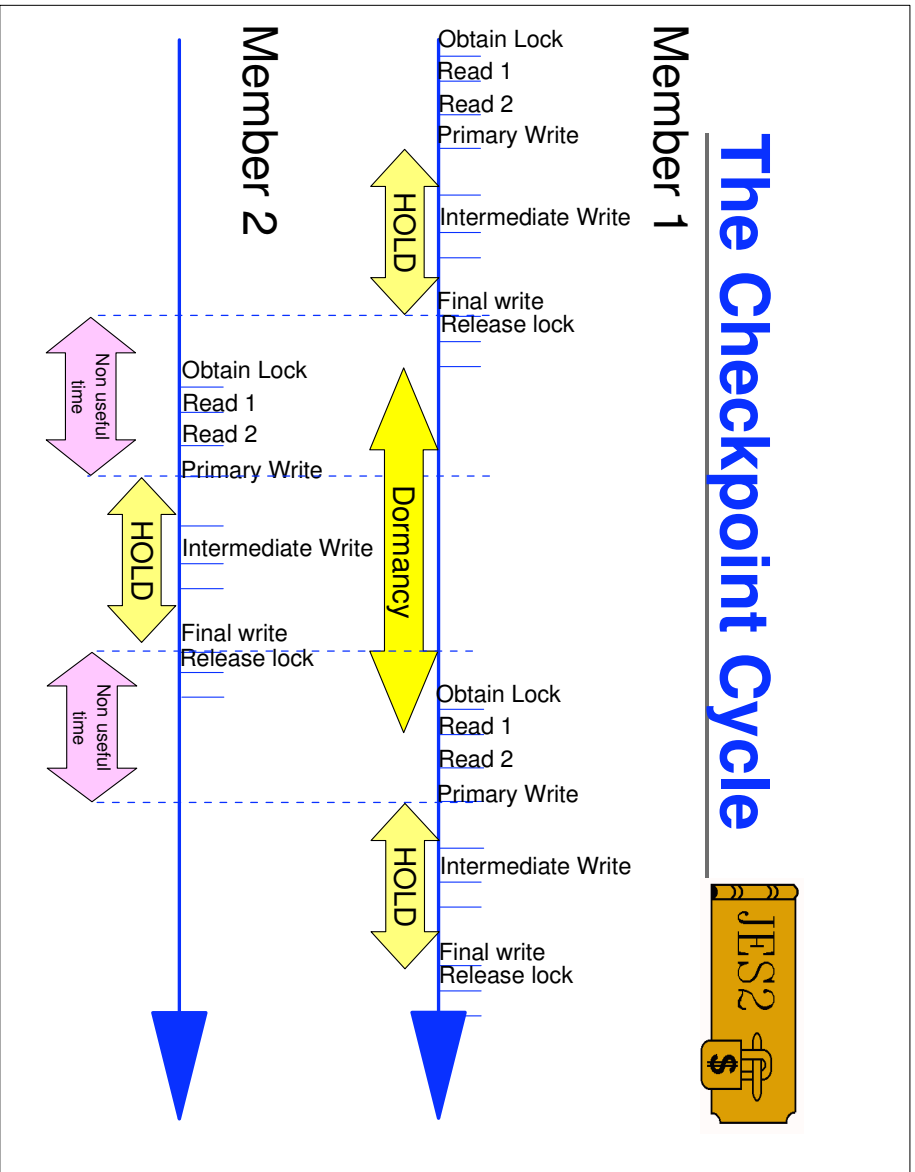 The Checkpoint Cycle
JES2
$
Member 1
Obtain Lock
Read 1
Read 2
Primary Write
HOLD
Intermediate Write
Final write
Release lock
Dormancy
Obtain Lock
Read 1
Read 2
Primary Write
HOLD
Intermediate Write
Final write
Release lock
Member 2
Non useful
time
Obtain Lock
Read 1
Read 2
Primary Write
HOLD
Intermediate Write
Final write
Release lock
Non useful
time